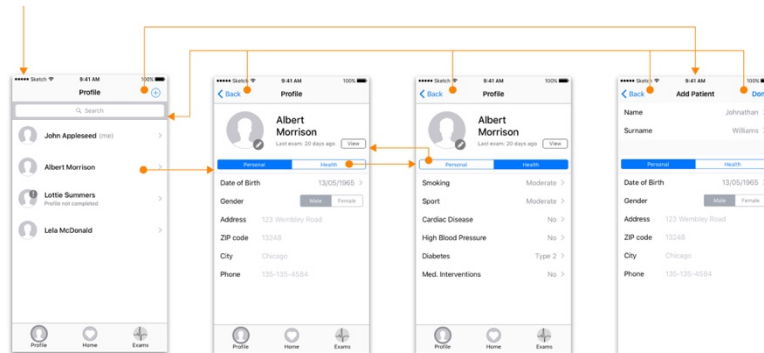 Sketch 9:41 AM 100%
Profile
Search
John Appleseed (me)
Albert Morrison
Lottie Summers
Profile not completed
Lela McDonald
Profile Home Exams
Sketch 9:41 AM 100%
Back Profile
Albert
Morrison
Last exam: 20 days ago View
Personal Health
Date of Birth 13/05/1965
Gender Male Female
Address 123 Wembley Road
ZIP code 13248
City Chicago
Phone 135-135-4584
Profile Home Exams
Sketch 9:41 AM 100%
Back Profile
Albert
Morrison
Last exam: 20 days ago View
Personal Health
Smoking Moderate
Sport Moderate
Cardiac Disease No
High Blood Pressure No
Diabetes Type 2
Med. Interventions No
Profile Home Exams
Sketch 9:41 AM 100%
Back Add Patient Don
Name Johnathan
Surname Williams
Personal Health
Date of Birth 13/05/1965
Gender Male Female
Address 123 Wembley Road
ZIP code 13248
City Chicago
Phone 135-135-4584